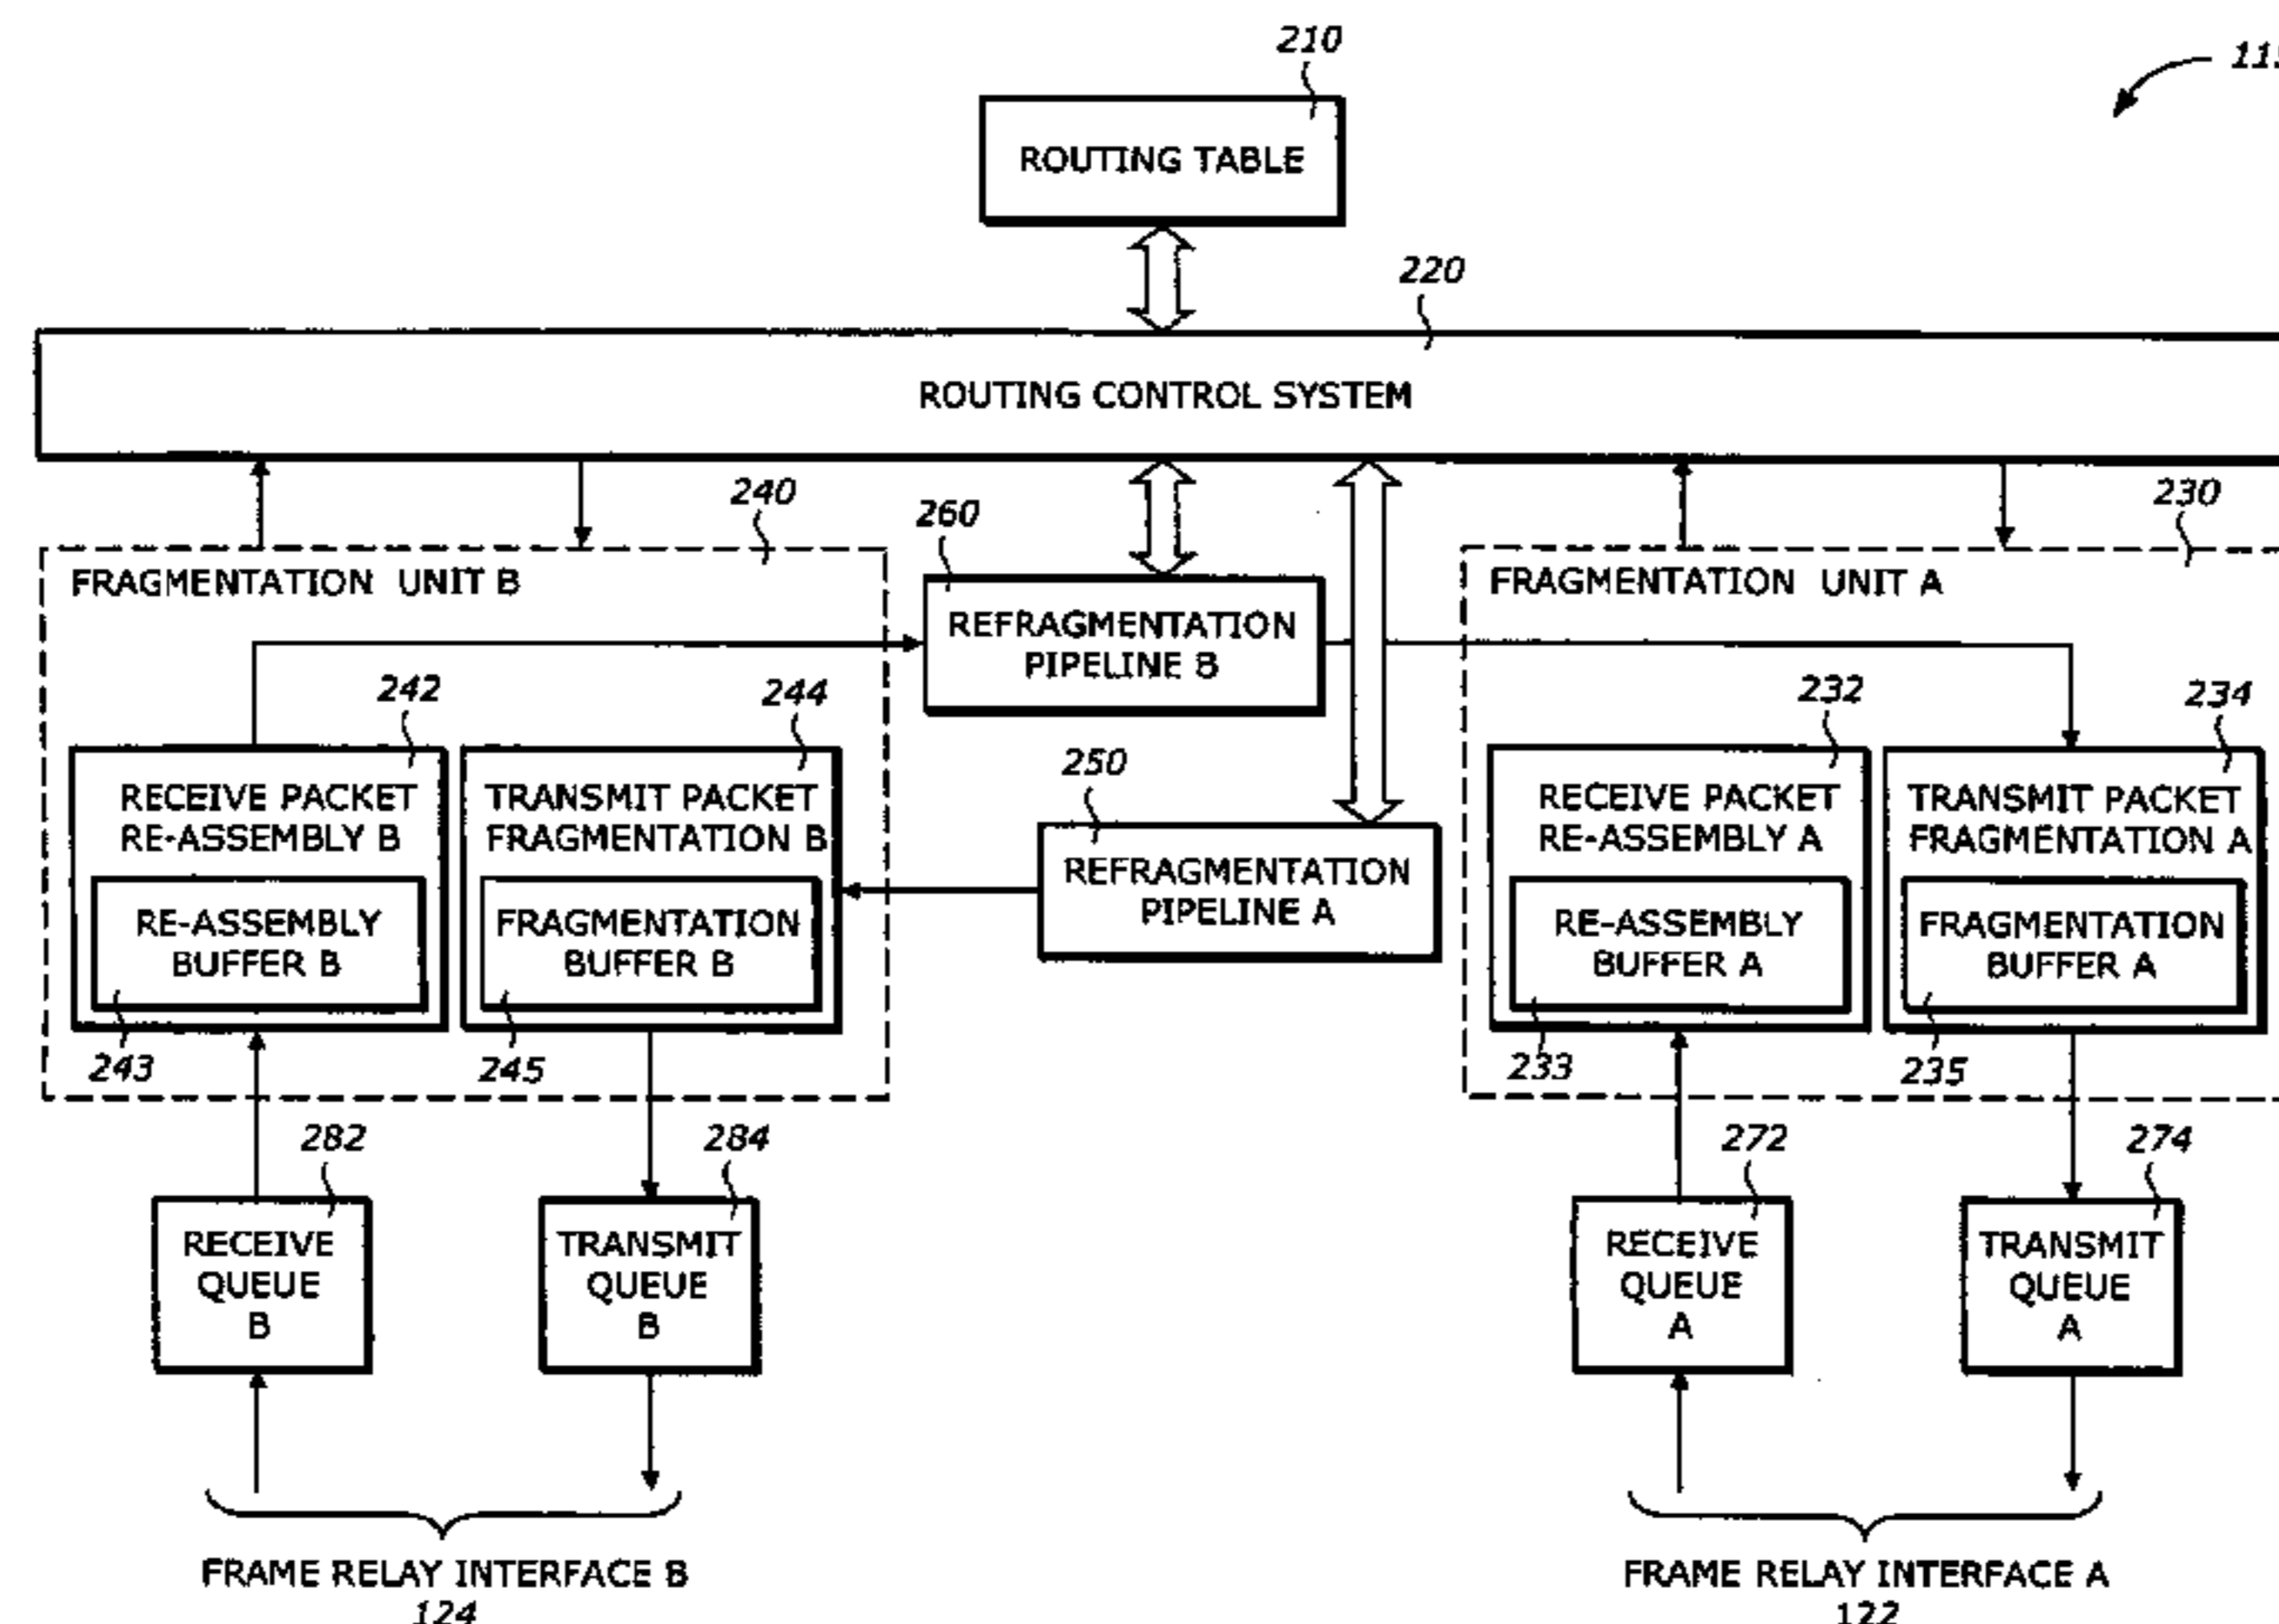 210
ROUTING TABLE
220
ROUTING CONTROL SYSTEM
240
FRAGMENTATION UNIT B
260
REFRAGMENTATION
PIPELINE B
230
FRAGMENTATION UNIT A
242
RECEIVE PACKET
RE-ASSEMBLY B
RE-ASSEMBLY
BUFFER B
243
244
TRANSMIT PACKET
FRAGMENTATION B
FRAGMENTATION
BUFFER B
245
250
REFRAGMENTATION
PIPELINE A
232
RECEIVE PACKET
RE-ASSEMBLY A
RE-ASSEMBLY
BUFFER A
233
234
TRANSMIT PACKET
FRAGMENTATION A
FRAGMENTATION
BUFFER A
235
282
RECEIVE
QUEUE
B
284
TRANSMIT
QUEUE
B
272
RECEIVE
QUEUE
A
274
TRANSMIT
QUEUE
A
FRAME RELAY INTERFACE B
124
FRAME RELAY INTERFACE A
122